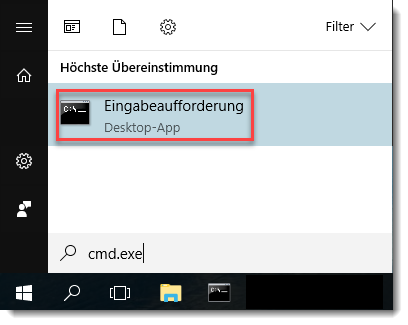 Filter
Höchste Übereinstimmung
C:\_
Eingabeaufforderung
Desktop-App
cmd.exe